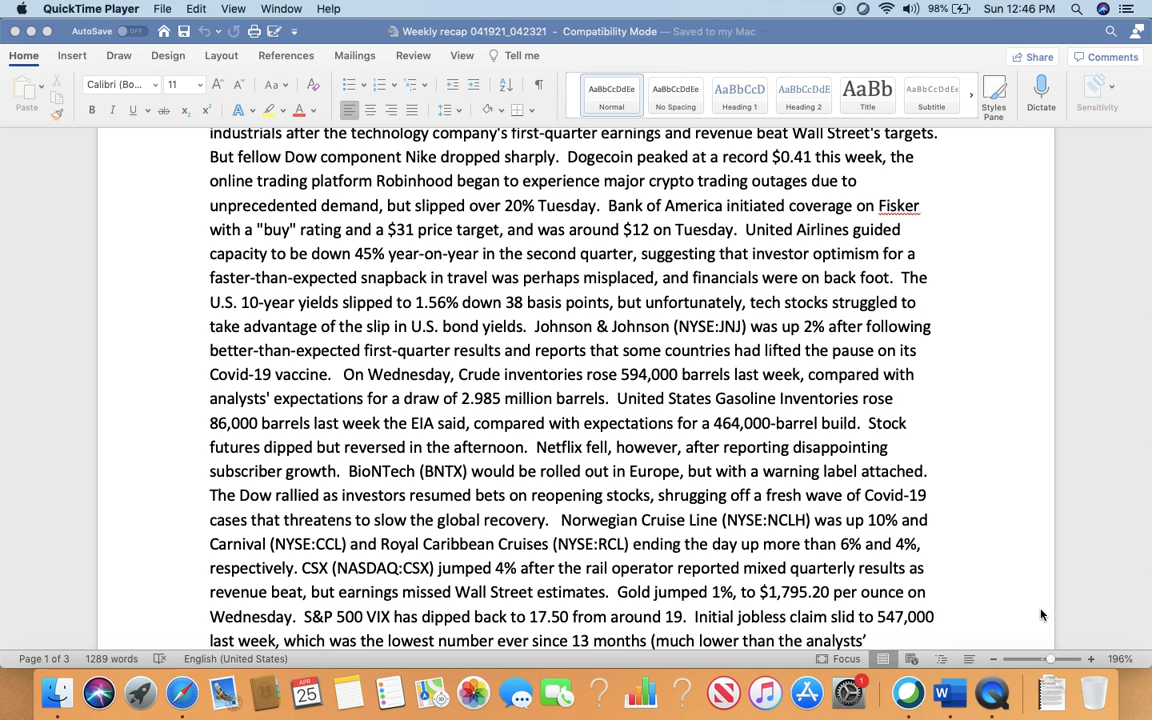 QuickTime Player File Edit View Window Help 98% Sun 12:46 PM
AutoSave OFF Weekly recap 041921_042321 - Compatibility Mode — Saved to my Mac
Home Insert Draw Design Layout References Mailings Review View Tell me Share Comments
Paste Calibri (Bo... 11 AaBbCcDdEe AaBbCcDdEe AaBbCcD AaBbCcDdE AaBb AaBbCcDdEe
Normal No Spacing Heading 1 Heading 2 Title Subtitle Styles Pane Dictate Sensitivity
industrials after the technology company's first-quarter earnings and revenue beat Wall Street's targets.
But fellow Dow component Nike dropped sharply. Dogecoin peaked at a record $0.41 this week, the
online trading platform Robinhood began to experience major crypto trading outages due to
unprecedented demand, but slipped over 20% Tuesday. Bank of America initiated coverage on Fisker
with a "buy" rating and a $31 price target, and was around $12 on Tuesday. United Airlines guided
capacity to be down 45% year-on-year in the second quarter, suggesting that investor optimism for a
faster-than-expected snapback in travel was perhaps misplaced, and financials were on back foot. The
U.S. 10-year yields slipped to 1.56% down 38 basis points, but unfortunately, tech stocks struggled to
take advantage of the slip in U.S. bond yields. Johnson & Johnson (NYSE:JNJ) was up 2% after following
better-than-expected first-quarter results and reports that some countries had lifted the pause on its
Covid-19 vaccine. On Wednesday, Crude inventories rose 594,000 barrels last week, compared with
analysts' expectations for a draw of 2.985 million barrels. United States Gasoline Inventories rose
86,000 barrels last week the EIA said, compared with expectations for a 464,000-barrel build. Stock
futures dipped but reversed in the afternoon. Netflix fell, however, after reporting disappointing
subscriber growth. BioNTech (BNTX) would be rolled out in Europe, but with a warning label attached.
The Dow rallied as investors resumed bets on reopening stocks, shrugging off a fresh wave of Covid-19
cases that threatens to slow the global recovery. Norwegian Cruise Line (NYSE:NCLH) was up 10% and
Carnival (NYSE:CCL) and Royal Caribbean Cruises (NYSE:RCL) ending the day up more than 6% and 4%,
respectively. CSX (NASDAQ:CSX) jumped 4% after the rail operator reported mixed quarterly results as
revenue beat, but earnings missed Wall Street estimates. Gold jumped 1%, to $1,795.20 per ounce on
Wednesday. S&P 500 VIX has dipped back to 17.50 from around 19. Initial jobless claim slid to 547,000
last week, which was the lowest number ever since 13 months (much lower than the analysts'
Page 1 of 3 1289 words English (United States) Focus 196%
APR 25 1